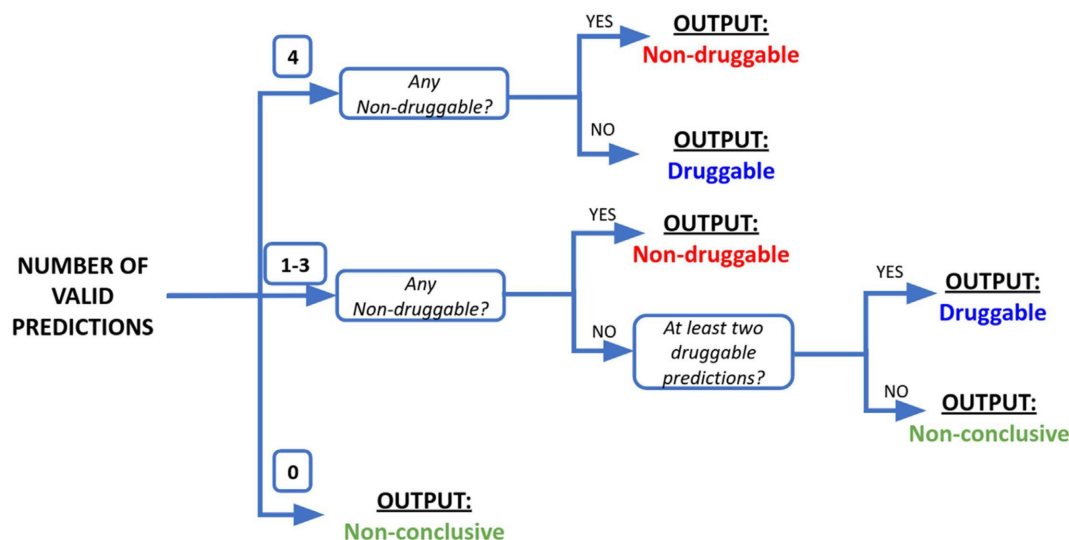 NUMBER OF
VALID
PREDICTIONS
4
Any
Non-druggable?
YES
OUTPUT:
Non-druggable
NO
OUTPUT:
Druggable
1-3
Any
Non-druggable?
YES
OUTPUT:
Non-druggable
NO
At least two
druggable
predictions?
YES
OUTPUT:
Druggable
NO
OUTPUT:
Non-conclusive
0
OUTPUT:
Non-conclusive